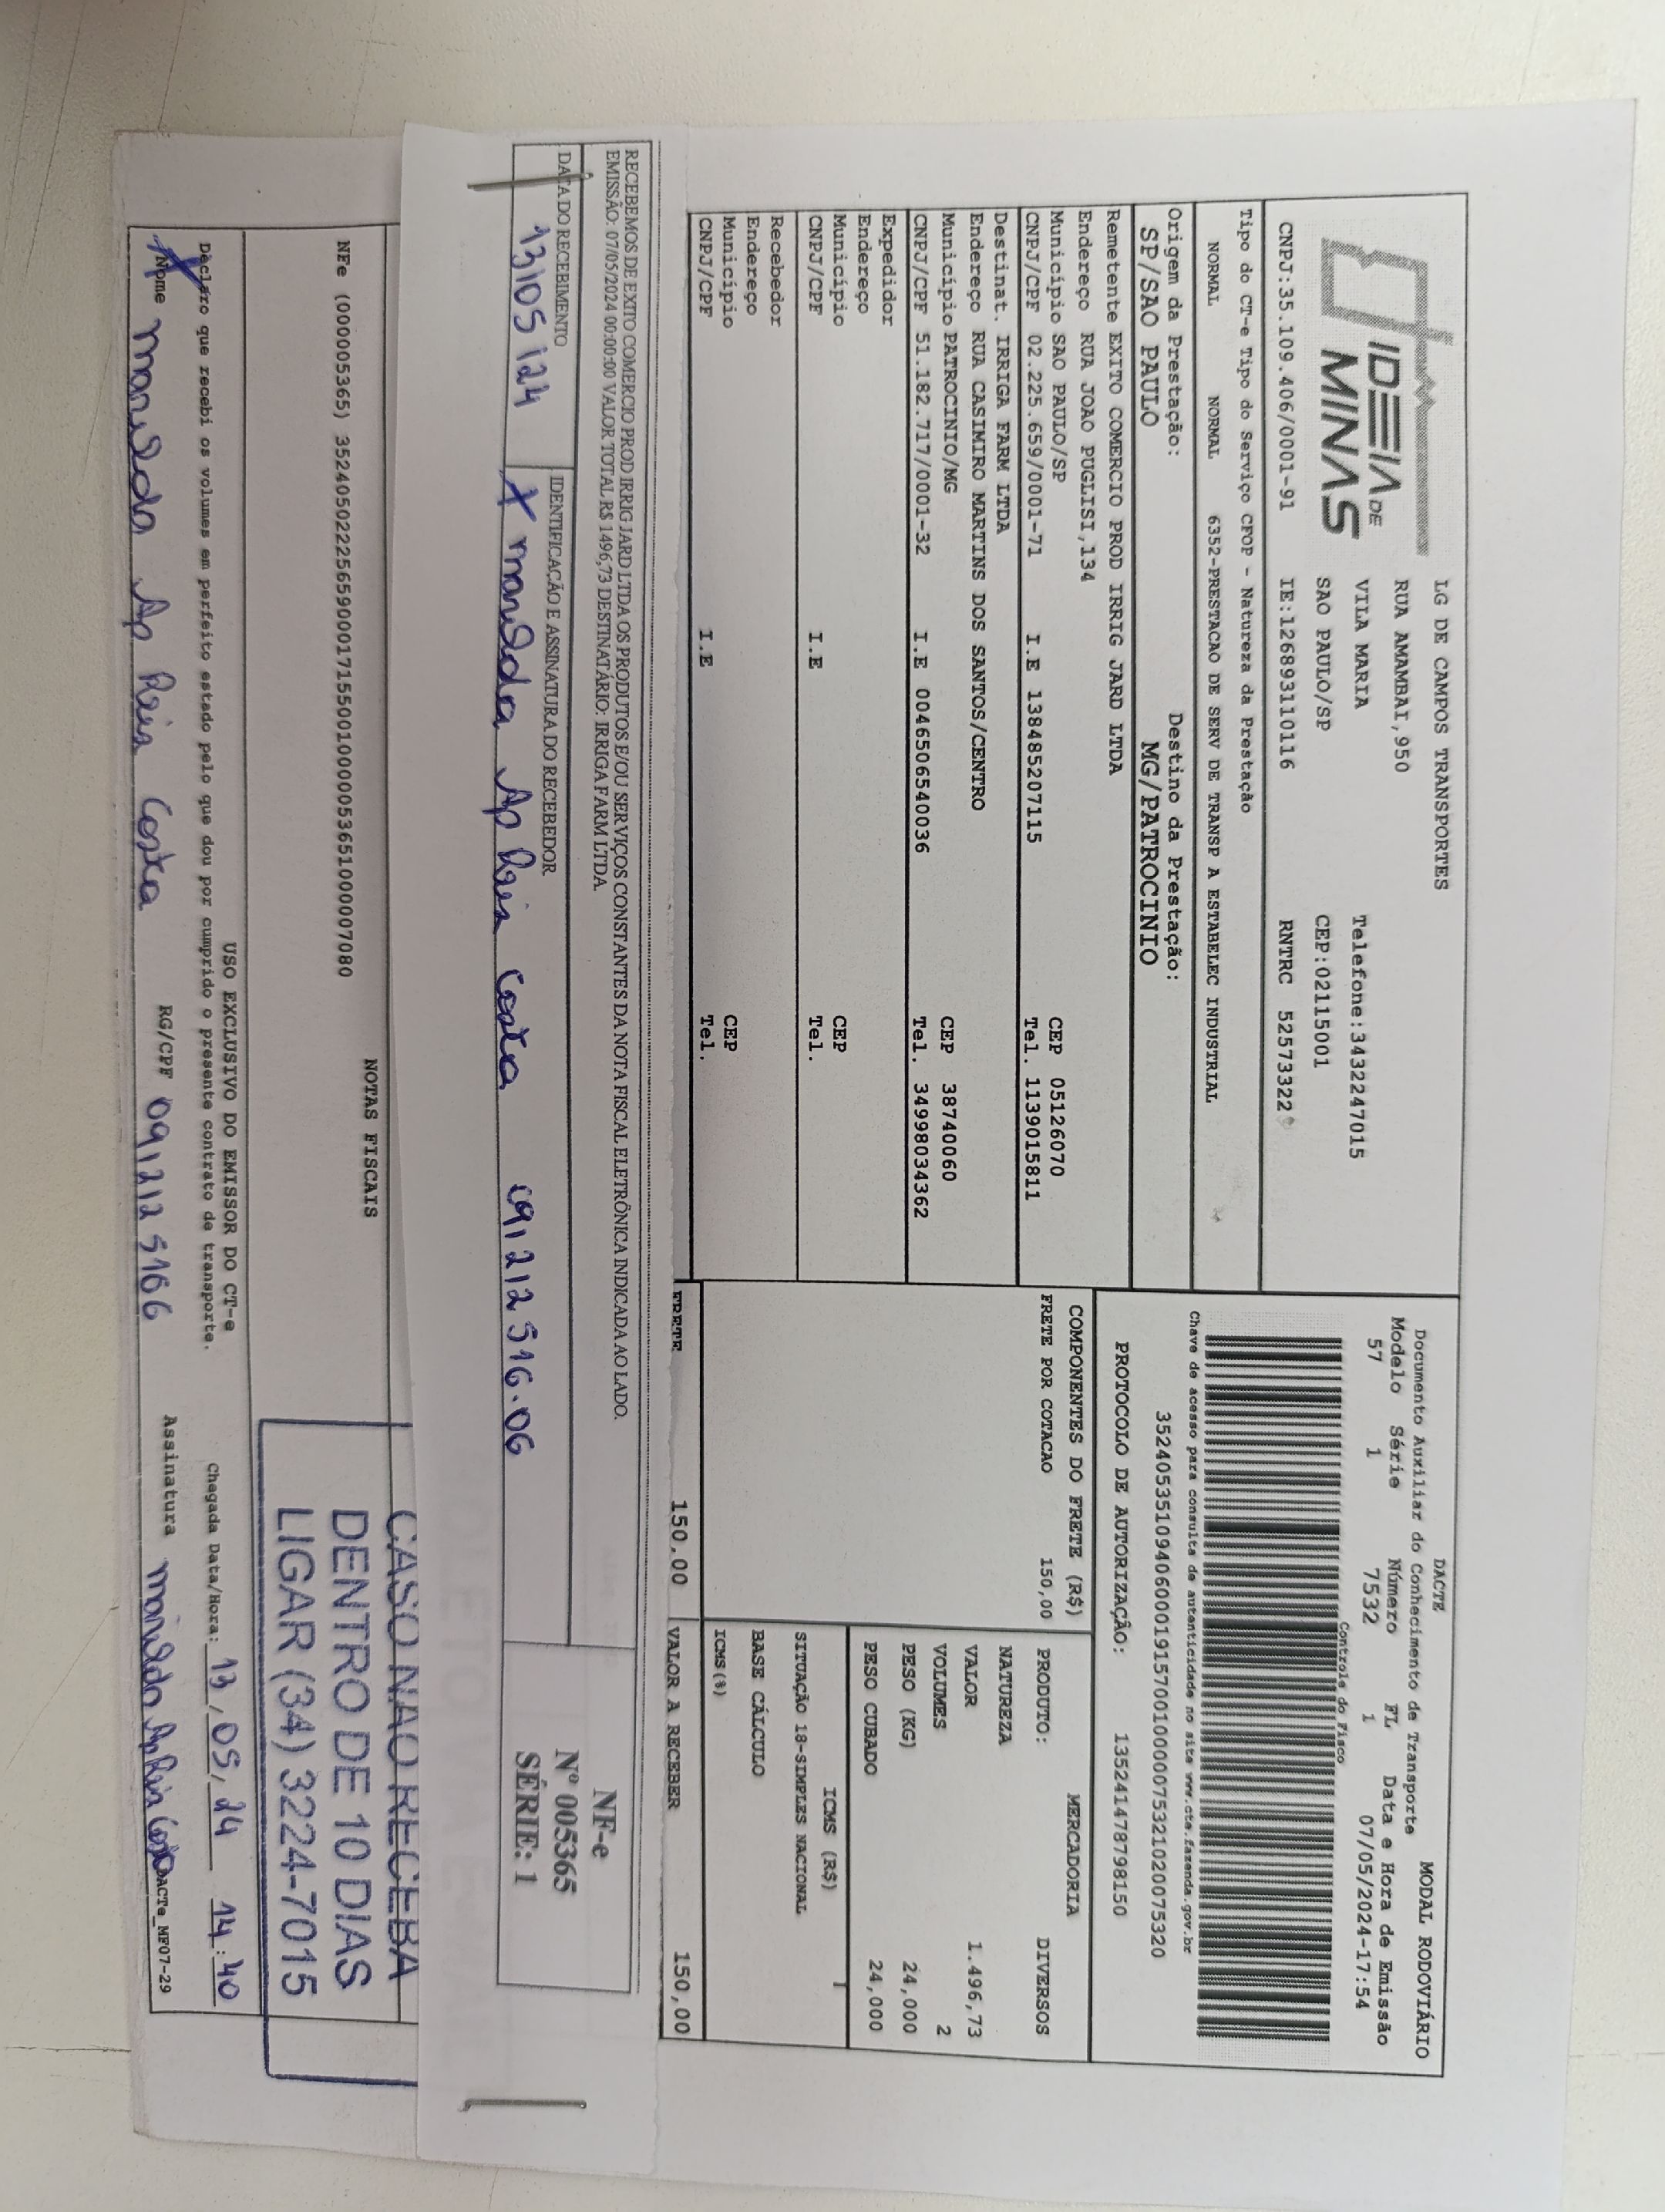 IDEIA DE
MINAS
LG DE CAMPOS TRANSPORTES
RUA AMAMBAI,950
VILA MARIA Telefone:3432247015
SAO PAULO/SP CEP:02115001
CNPJ:35.109.406/0001-91 IE:126893110116 RNTRC 52573322
Tipo do CT-e Tipo do Serviço CFOP - Natureza da Prestação
NORMAL NORMAL 6352-PRESTACAO DE SERV DE TRANSP A ESTABELEC INDUSTRIAL
Origem da Prestação: Destino da Prestação:
SP/SAO PAULO MG/PATROCINIO
Remetente EXITO COMERCIO PROD IRRIG JARD LTDA
Endereço RUA JOAO PUGLISI,134
Município SAO PAULO/SP CEP 05126070
CNPJ/CPF 02.225.659/0001-71 I.E 138485207115 Tel. 1139015811
Destinat. IRRIGA FARM LTDA
Endereço RUA CASIMIRO MARTINS DOS SANTOS/CENTRO
Município PATROCINIO/MG CEP 38740060
CNPJ/CPF 51.182.717/0001-32 I.E 0046506540036 Tel. 34998034362
Expedidor
Endereço
Município CEP
CNPJ/CPF I.E Tel.
Recebedor
Endereço
Município CEP
CNPJ/CPF I.E Tel.
DACTE MODAL RODOVIÁRIO
Documento Auxiliar do Conhecimento de Transporte
Modelo Série Número FL Data e Hora de Emissão
57 1 7532 1 07/05/2024-17:54
Controle do Fisco
Chave de acesso para consulta de autenticidade no site www.cte.fazenda.gov.br
35240535109406000191570010000075321020075320
PROTOCOLO DE AUTORIZAÇÃO: 135241478798150
COMPONENTES DO FRETE (R$)
FRETE POR COTACAO 150,00
MERCADORIA
PRODUTO: DIVERSOS
NATUREZA
VALOR 1.496,73
VOLUMES 2
PESO (KG) 24,000
PESO CUBADO 24,000
ICMS (R$)
SITUAÇÃO 18-SIMPLES NACIONAL
BASE CÁLCULO
ICMS(%)
FRETE 150,00 VALOR A RECEBER 150,00
RECEBEMOS DE EXITO COMERCIO PROD IRRIG JARD LTDA OS PRODUTOS E/OU SERVIÇOS CONSTANTES DA NOTA FISCAL ELETRÔNICA INDICADA AO LADO.
EMISSÃO: 07/05/2024 00:00:00 VALOR TOTAL R$ 1496,73 DESTINATÁRIO: IRRIGA FARM LTDA.
DATA DO RECEBIMENTO IDENTIFICAÇÃO E ASSINATURA DO RECEBEDOR
13/05/24 X Ap Reis Costa 091212516.06
NF-e
Nº 005365
SÉRIE: 1
NOTAS FISCAIS
NFe (000005365) 35240502225659000171550010000053651000007080
CASO NAO RECEBA
DENTRO DE 10 DIAS
LIGAR (34) 3224-7015
USO EXCLUSIVO DO EMISSOR DO CT-e
Declaro que recebi os volumes em perfeito estado pelo que dou por cumprido o presente contrato de transporte. Chegada Data/Hora: 13/05/24 14:40
Nome Ap Reis Costa RG/CPF Assinatura Ap Reis Costa DACTe_MF07-29